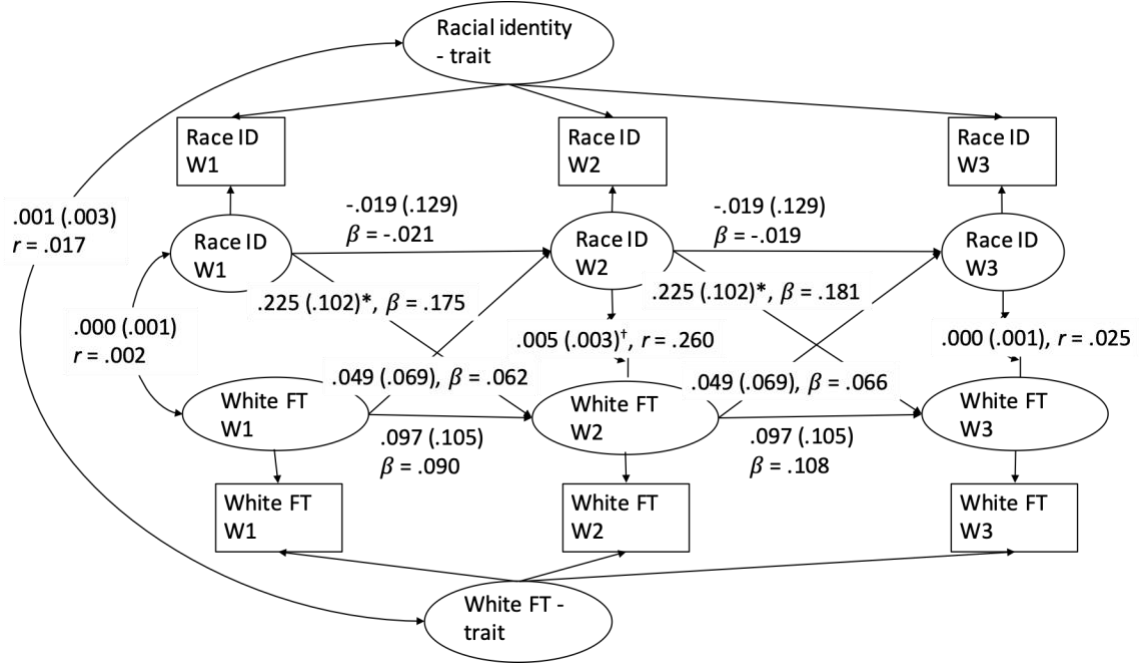 Racial identity
- trait
Race ID
W1
Race ID
W2
Race ID
W3
.001 (.003)
r = .017
-.019 (.129)
β = -.021
-.019 (.129)
β = -.019
Race ID
W1
Race ID
W2
Race ID
W3
.225 (.102)*, β = .175
.225 (.102)*, β = .181
.000 (.001)
r = .002
.005 (.003)†, r = .260
.000 (.001), r = .025
.049 (.069), β = .062
.049 (.069), β = .066
White FT
W1
White FT
W2
White FT
W3
.097 (.105)
β = .090
.097 (.105)
β = .108
White FT
W1
White FT
W2
White FT
W3
White FT -
trait